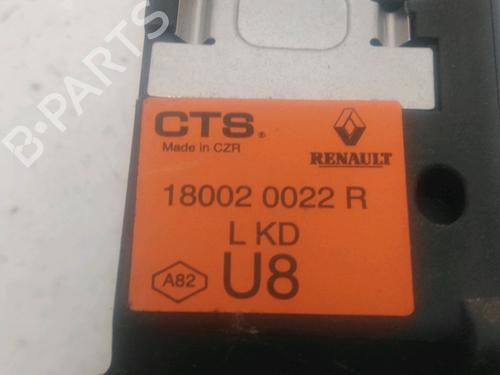 CTS®
Made in CZR
RENAULT
18002 0022 R
L KD
A82
U8
B-PARTS